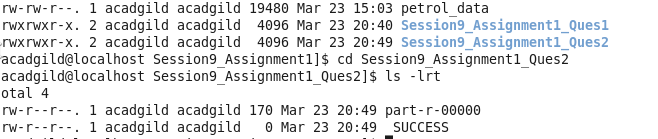 rw-rw-r--. 1 acadgild acadgild 19480 Mar 23 15:03 petrol_data
rwxrwxr-x. 2 acadgild acadgild  4096 Mar 23 20:40 Session9_Assignment1_Ques1
rwxrwxr-x. 2 acadgild acadgild  4096 Mar 23 20:49 Session9_Assignment1_Ques2
acadgild@localhost Session9_Assignment1]$ cd Session9_Assignment1_Ques2
acadgild@localhost Session9_Assignment1_Ques2]$ ls -lrt
otal 4
rw-r--r--. 1 acadgild acadgild 170 Mar 23 20:49 part-r-00000
rw-r--r--. 1 acadgild acadgild   0 Mar 23 20:49  SUCCESS